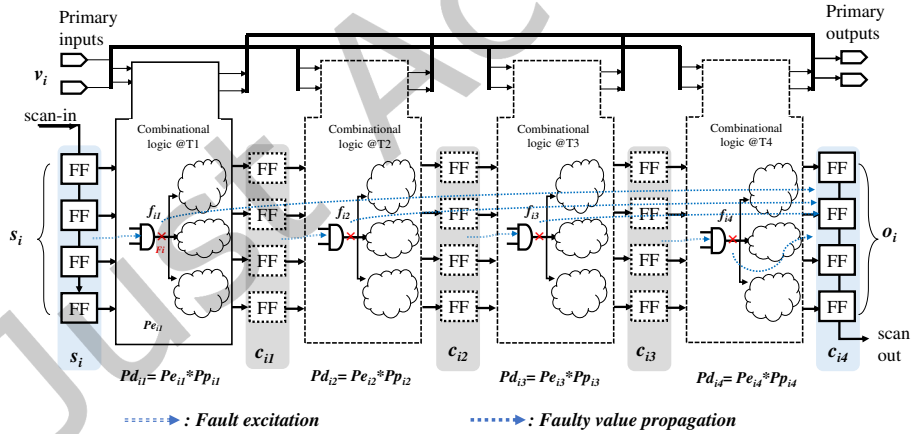 Primary inputs
Primary outputs
v_i
scan-in
Combinational logic @T1
Combinational logic @T2
Combinational logic @T3
Combinational logic @T4
FF FF FF FF FF
FF FF FF FF FF
FF FF FF FF FF
FF FF FF FF FF
s_i
f_i1
f_i2
f_i3
f_i4
o_i
Fi
Pe_i1
scan out
s_i
c_i1
c_i2
c_i3
c_i4
Pd_i1= Pe_i1*Pp_i1
Pd_i2= Pe_i2*Pp_i2
Pd_i3= Pe_i3*Pp_i3
Pd_i4= Pe_i4*Pp_i4
: Fault excitation
: Faulty value propagation
Just Ac